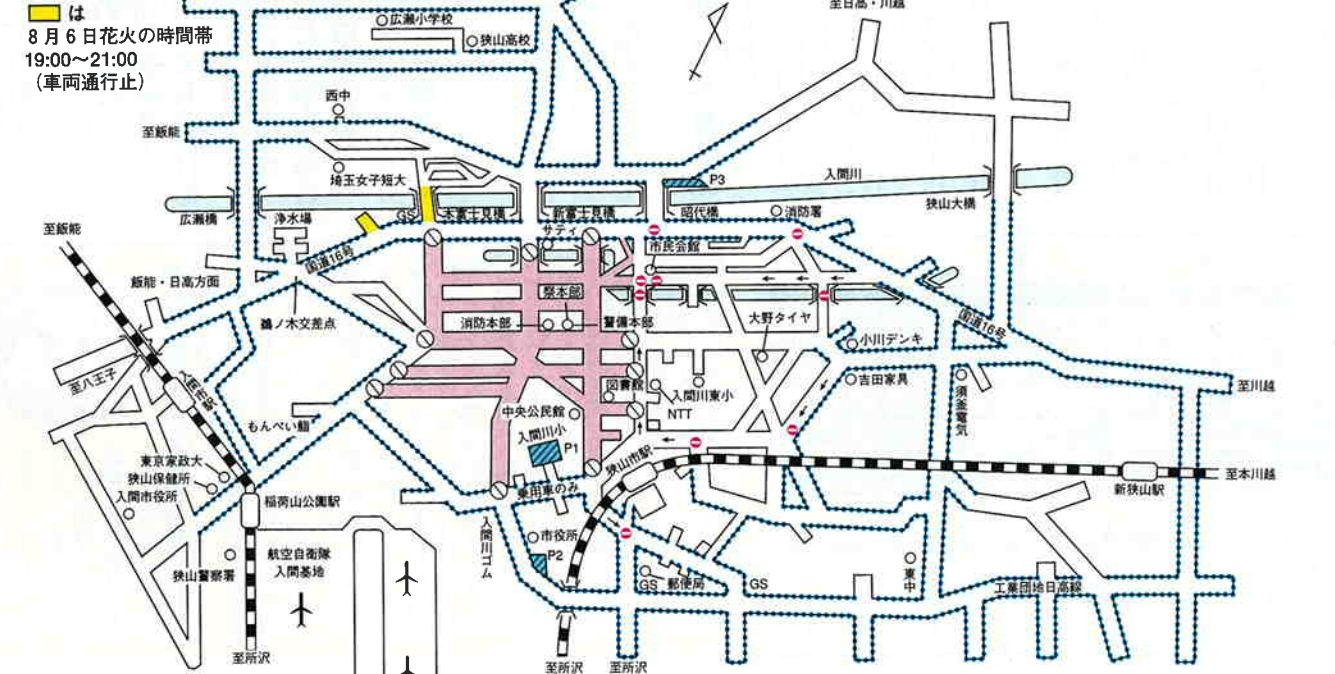 は
8月6日花火の時間帯
19:00～21:00
（車両通行止）
広瀬小学校
狭山高校
至日高・川越
西中
至飯能
埼玉女子短大
P3
入間川
広瀬橋
浄水場
GS
本富士見橋
新富士見橋
昭代橋
消防署
狭山大橋
至飯能
国道16号
サティ
市民会館
飯能・日高方面
祭本部
鵜ノ木交差点
消防本部
警備本部
大野タイヤ
国道16号
小川デンキ
至八王子
入間市駅
図書館
入間川東小
NTT
吉田家具
須釜電気
至川越
もんぺい鮨
中央公民館
入間川小
P1
東京家政大
狭山保健所
入間市役所
狭山市駅
至本川越
新狭山駅
稲荷山公園駅
乗用車のみ
入間川ゴム
市役所
P2
航空自衛隊
入間基地
狭山警察署
GS
郵便局
GS
東中
工業団地日高線
至所沢
至所沢
至所沢